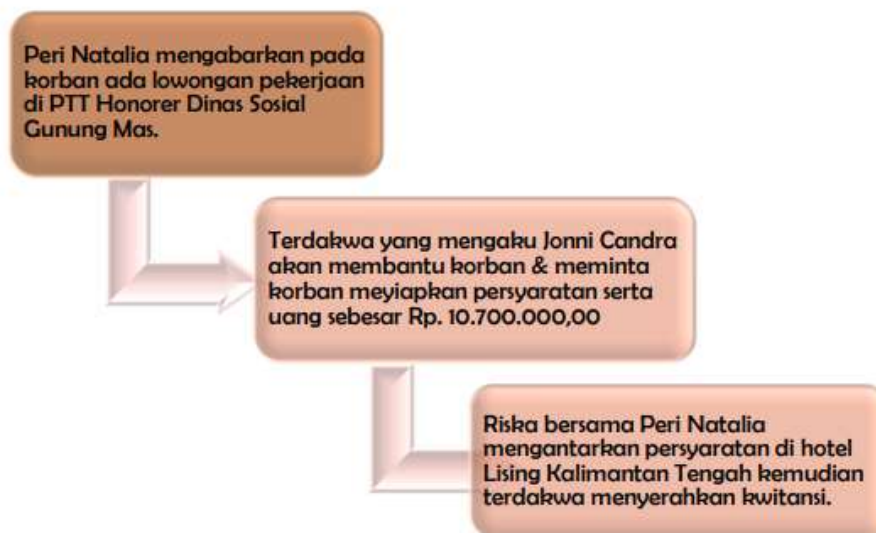 Peri Natalia mengabarkan pada
korban ada lowongan pekerjaan
di PTT Honorer Dinas Sosial
Gunung Mas.
Terdakwa yang mengaku Jonni Candra
akan membantu korban & meminta
korban meyiapkan persyaratan serta
uang sebesar Rp. 10.700.000,00
Riska bersama Peri Natalia
mengantarkan persyaratan di hotel
Lising Kalimantan Tengah kemudian
terdakwa menyerahkan kwitansi.